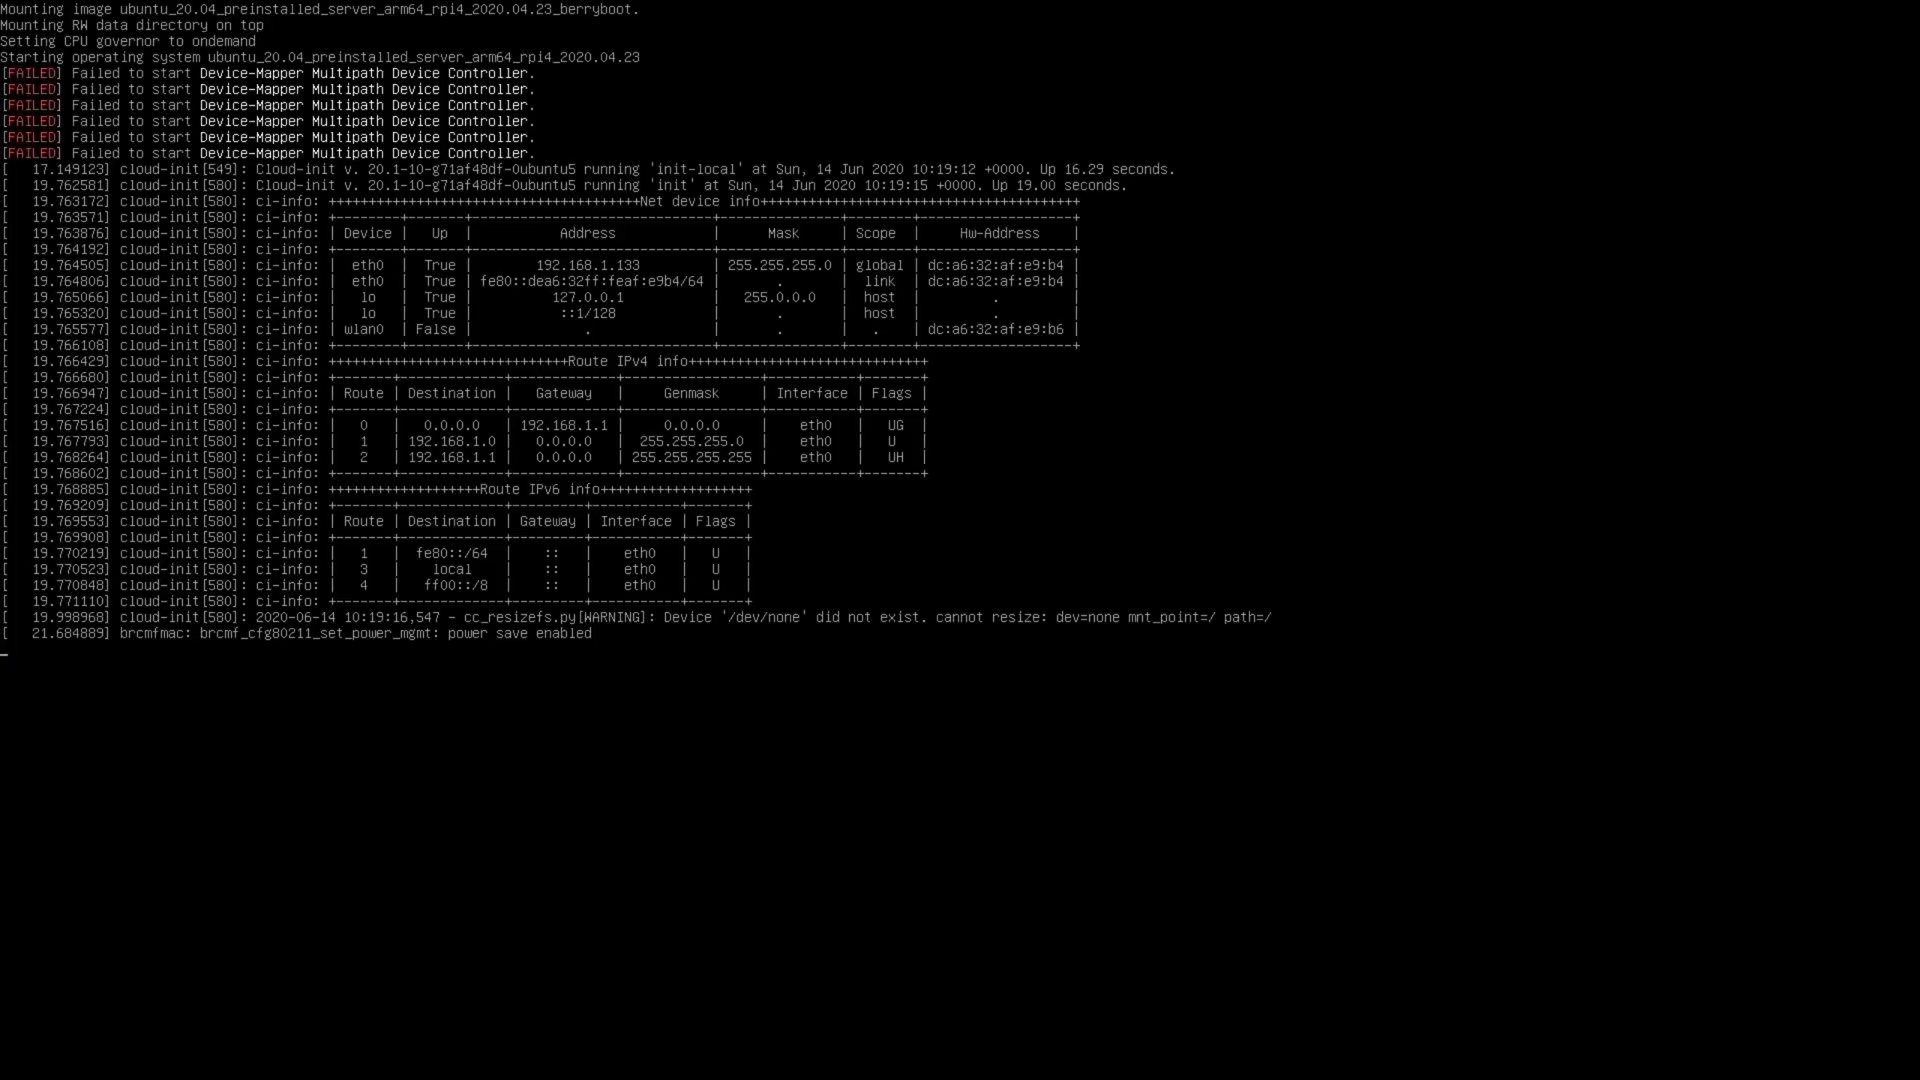 Mounting image ubuntu_20.04_preinstalled_server_arm64_rpi4_2020.04.23_berryboot.
Mounting RW data directory on top
Setting CPU governor to ondemand
Starting operating system ubuntu_20.04_preinstalled_server_arm64_rpi4_2020.04.23
[FAILED] Failed to start Device-Mapper Multipath Device Controller.
[FAILED] Failed to start Device-Mapper Multipath Device Controller.
[FAILED] Failed to start Device-Mapper Multipath Device Controller.
[FAILED] Failed to start Device-Mapper Multipath Device Controller.
[FAILED] Failed to start Device-Mapper Multipath Device Controller.
[FAILED] Failed to start Device-Mapper Multipath Device Controller.
[   17.149123] cloud-init[549]: Cloud-init v. 20.1-10-g71af48df-0ubuntu5 running 'init-local' at Sun, 14 Jun 2020 10:19:12 +0000. Up 16.29 seconds.
[   19.762581] cloud-init[580]: Cloud-init v. 20.1-10-g71af48df-0ubuntu5 running 'init' at Sun, 14 Jun 2020 10:19:15 +0000. Up 19.00 seconds.
[   19.763172] cloud-init[580]: ci-info: +++++++++++++++++++++++++++++++++++++++Net device info++++++++++++++++++++++++++++++++++++++++
[   19.763571] cloud-init[580]: ci-info: +--------+-------+------------------------------+---------------+--------+-------------------+
[   19.763876] cloud-init[580]: ci-info: | Device |   Up  |           Address            |      Mask     | Scope  |     Hw-Address    |
[   19.764192] cloud-init[580]: ci-info: +--------+-------+------------------------------+---------------+--------+-------------------+
[   19.764505] cloud-init[580]: ci-info: |  eth0  |  True |        192.168.1.133         | 255.255.255.0 | global | dc:a6:32:af:e9:b4 |
[   19.764806] cloud-init[580]: ci-info: |  eth0  |  True | fe80::dea6:32ff:feaf:e9b4/64 |       .       |  link  | dc:a6:32:af:e9:b4 |
[   19.765066] cloud-init[580]: ci-info: |   lo   |  True |          127.0.0.1           |   255.0.0.0   |  host  |         .         |
[   19.765320] cloud-init[580]: ci-info: |   lo   |  True |           ::1/128            |       .       |  host  |         .         |
[   19.765577] cloud-init[580]: ci-info: | wlan0  | False |              .               |       .       |   .    | dc:a6:32:af:e9:b6 |
[   19.766108] cloud-init[580]: ci-info: +--------+-------+------------------------------+---------------+--------+-------------------+
[   19.766429] cloud-init[580]: ci-info: ++++++++++++++++++++++++++++++Route IPv4 info++++++++++++++++++++++++++++++
[   19.766680] cloud-init[580]: ci-info: +-------+-------------+-------------+-----------------+-----------+-------+
[   19.766947] cloud-init[580]: ci-info: | Route | Destination |   Gateway   |     Genmask     | Interface | Flags |
[   19.767224] cloud-init[580]: ci-info: +-------+-------------+-------------+-----------------+-----------+-------+
[   19.767516] cloud-init[580]: ci-info: |   0   |   0.0.0.0   | 192.168.1.1 |     0.0.0.0     |    eth0   |   UG  |
[   19.767793] cloud-init[580]: ci-info: |   1   | 192.168.1.0 |   0.0.0.0   |  255.255.255.0  |    eth0   |   U   |
[   19.768264] cloud-init[580]: ci-info: |   2   | 192.168.1.1 |   0.0.0.0   | 255.255.255.255 |    eth0   |   UH  |
[   19.768602] cloud-init[580]: ci-info: +-------+-------------+-------------+-----------------+-----------+-------+
[   19.768885] cloud-init[580]: ci-info: +++++++++++++++++++Route IPv6 info+++++++++++++++++++
[   19.769209] cloud-init[580]: ci-info: +-------+-------------+---------+-----------+-------+
[   19.769553] cloud-init[580]: ci-info: | Route | Destination | Gateway | Interface | Flags |
[   19.769908] cloud-init[580]: ci-info: +-------+-------------+---------+-----------+-------+
[   19.770219] cloud-init[580]: ci-info: |   1   |  fe80::/64  |    ::   |    eth0   |   U   |
[   19.770523] cloud-init[580]: ci-info: |   3   |    local    |    ::   |    eth0   |   U   |
[   19.770848] cloud-init[580]: ci-info: |   4   |   ff00::/8  |    ::   |    eth0   |   U   |
[   19.771110] cloud-init[580]: ci-info: +-------+-------------+---------+-----------+-------+
[   19.998968] cloud-init[580]: 2020-06-14 10:19:16,547 - cc_resizefs.py[WARNING]: Device '/dev/none' did not exist. cannot resize: dev=none mnt_point=/ path=/
[   21.684889] brcmfmac: brcmf_cfg80211_set_power_mgmt: power save enabled